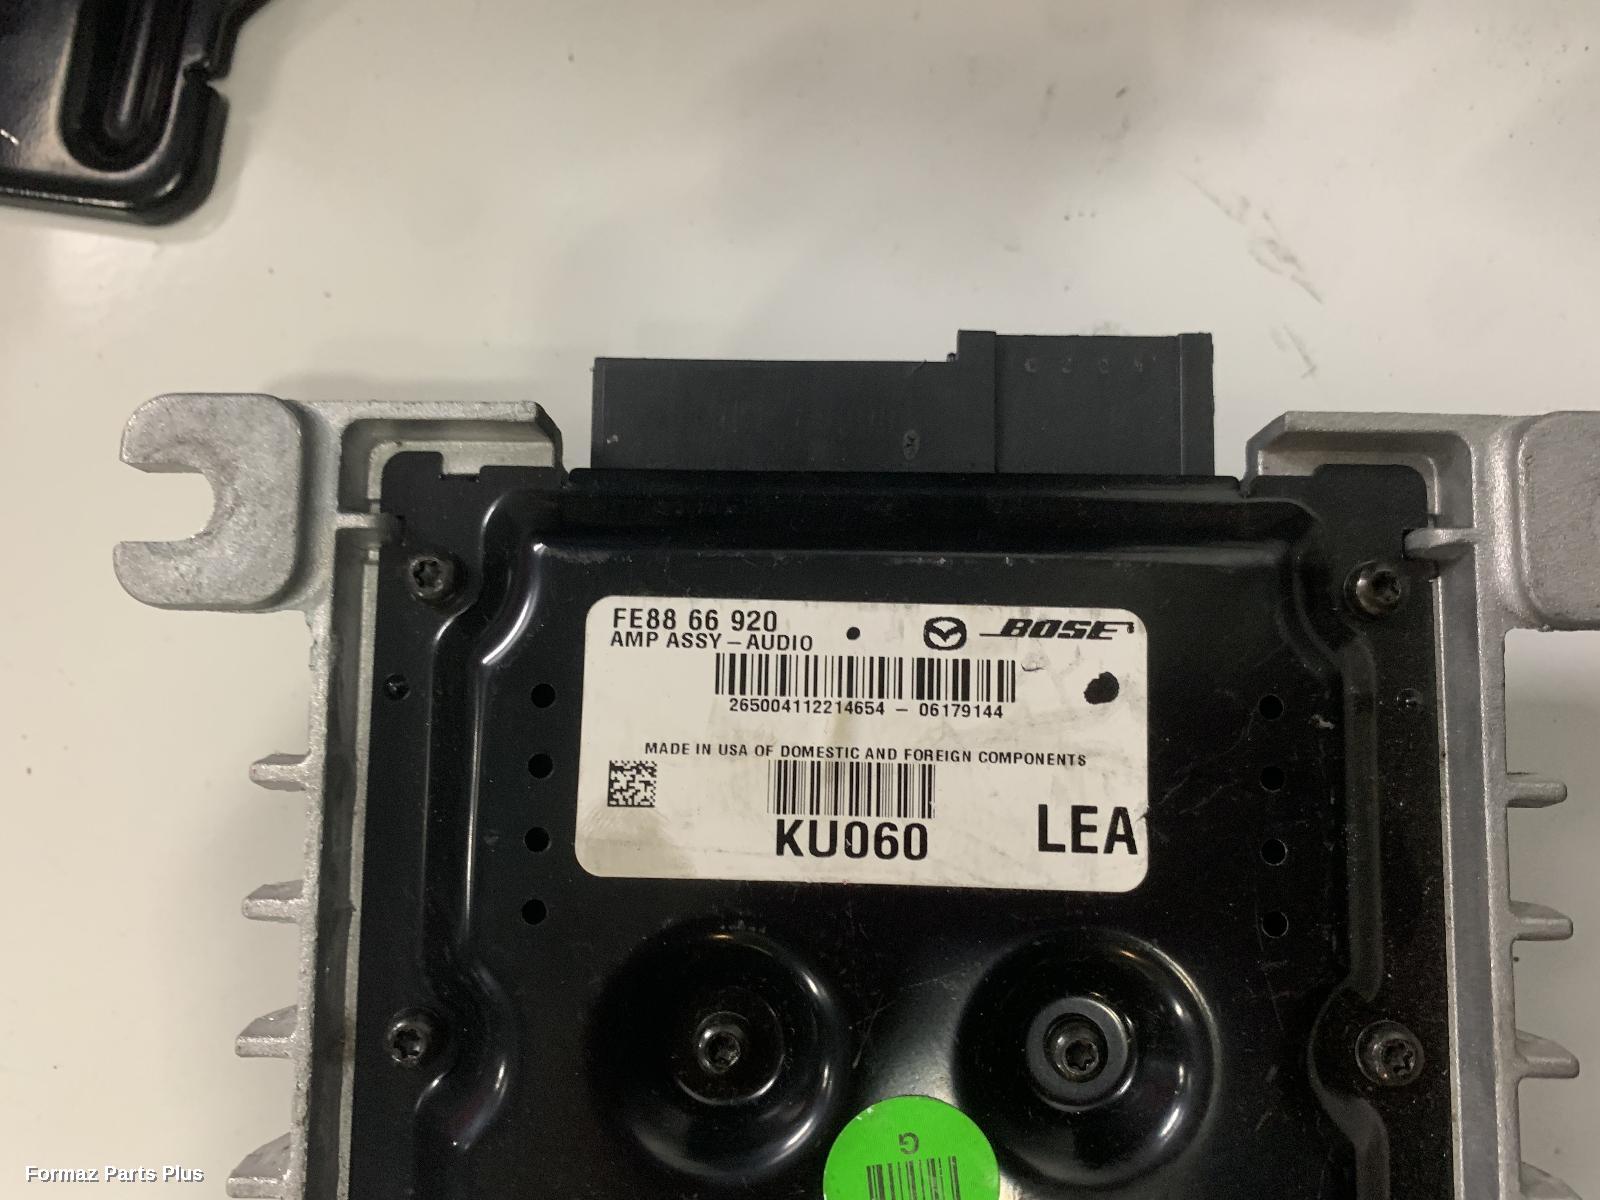 FE88 66 920
AMP ASSY - AUDIO
BOSE
265004112214654 - 06179144
MADE IN USA OF DOMESTIC AND FOREIGN COMPONENTS
KU060
LEA
G
Formaz Parts Plus